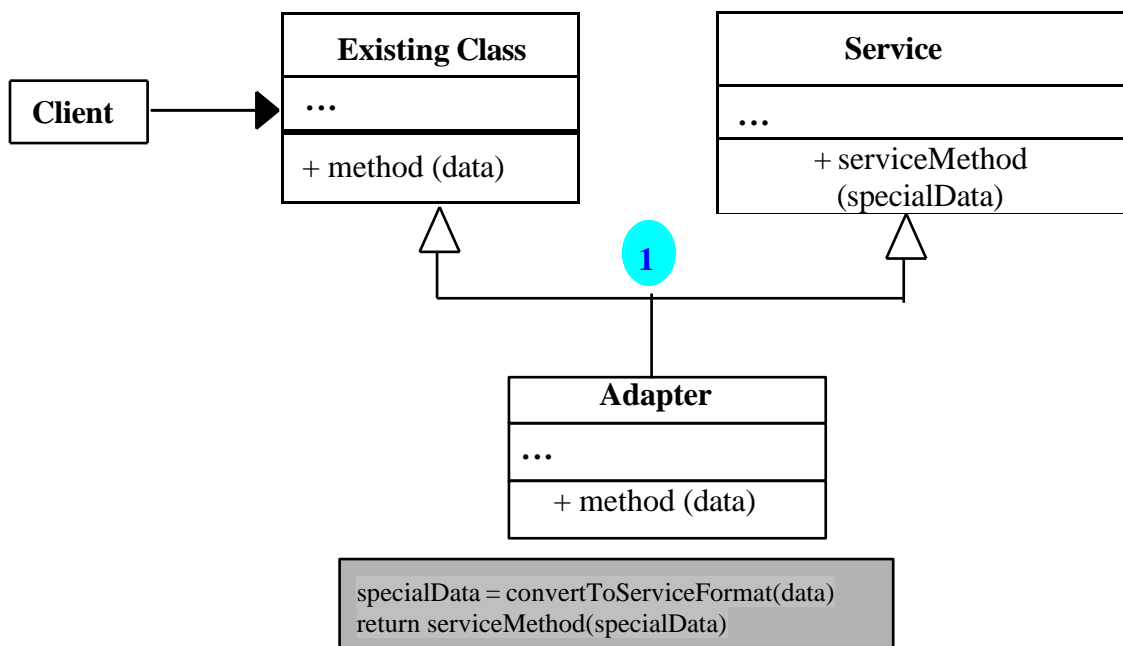 Existing Class
Service
Client
...
...
+ method (data)
+ serviceMethod
(specialData)
1
Adapter
...
+ method (data)
specialData = convertToServiceFormat(data)
return serviceMethod(specialData)